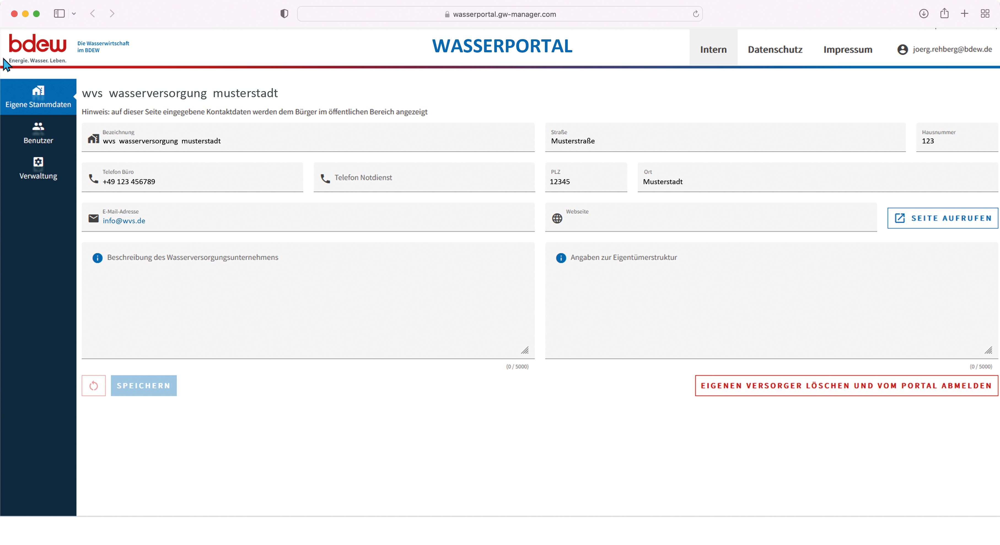 wasserportal.gw-manager.com
bdew
Energie. Wasser. Leben.
Die Wasserwirtschaft
im BDEW
WASSERPORTAL
Intern
Datenschutz
Impressum
joerg.rehberg@bdew.de
Eigene Stammdaten
Benutzer
Verwaltung
wvs wasserversorgung musterstadt
Hinweis: auf dieser Seite eingegebene Kontaktdaten werden dem Bürger im öffentlichen Bereich angezeigt
Bezeichnung
wvs wasserversorgung musterstadt
Straße
Musterstraße
Hausnummer
123
Telefon Büro
+49 123 456789
Telefon Notdienst
PLZ
12345
Ort
Musterstadt
E-Mail-Adresse
info@wvs.de
Webseite
SEITE AUFRUFEN
Beschreibung des Wasserversorgungsunternehmens
(0 / 5000)
Angaben zur Eigentümerstruktur
(0 / 5000)
SPEICHERN
EIGENEN VERSORGER LÖSCHEN UND VOM PORTAL ABMELDEN